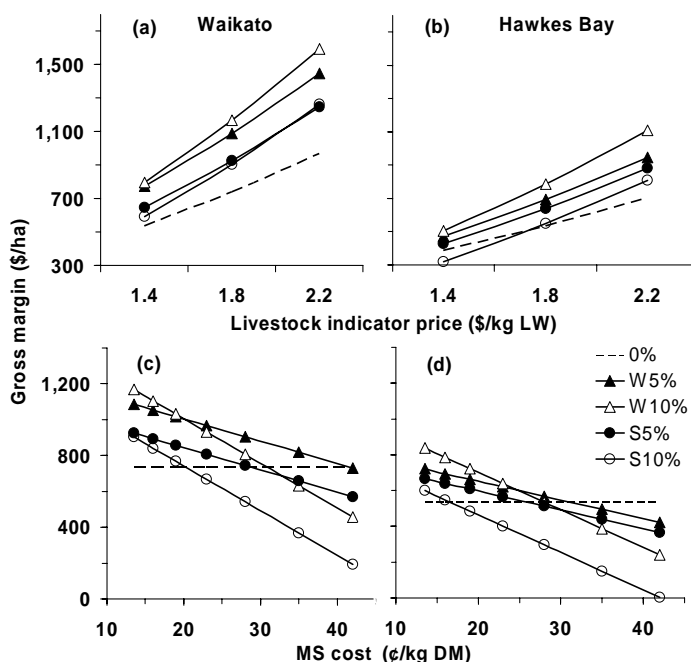 (a) Waikato
(b) Hawkes Bay
Gross margin ($/ha)
1,500
1,100
700
300
1.4 1.8 2.2
1.4 1.8 2.2
Livestock indicator price ($/kg LW)
(c)
(d)
0%
W5%
W10%
S5%
S10%
1,200
800
400
0
10 20 30 40
10 20 30 40
MS cost (¢/kg DM)